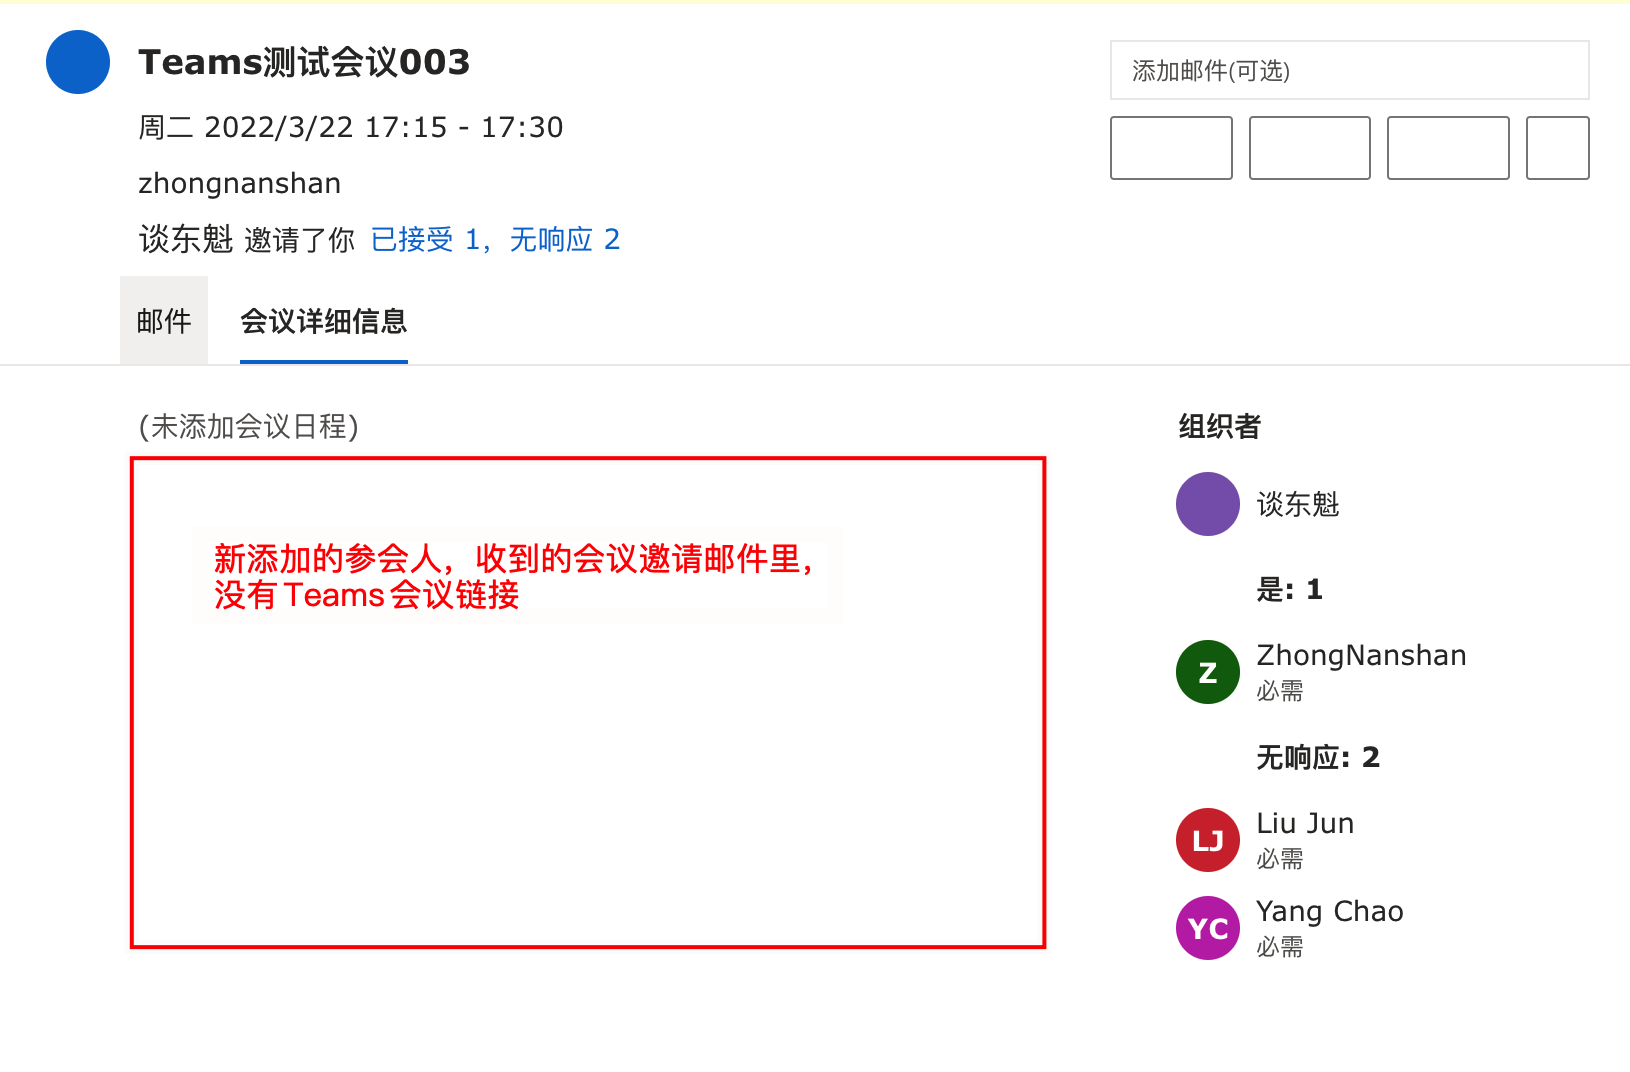 Teams测试会议003
添加邮件(可选)
周二 2022/3/22 17:15 - 17:30
zhongnanshan
谈东魁 邀请了你 已接受 1, 无响应 2
邮件 会议详细信息
(未添加会议日程)
新添加的参会人，收到的会议邀请邮件里，
没有Teams会议链接
组织者
谈东魁
是: 1
Z
ZhongNanshan
必需
无响应: 2
LJ
Liu Jun
必需
YC
Yang Chao
必需